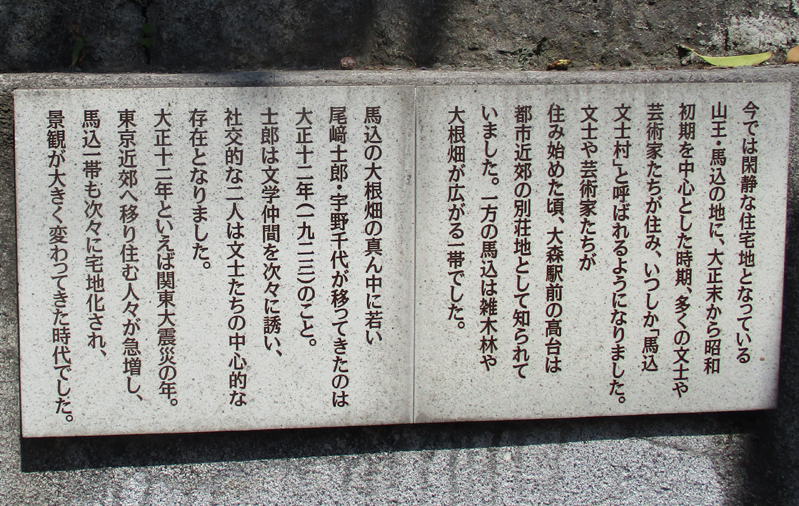 今では閑静な住宅地となっている
山王・馬込の地に、大正末から昭和
初期を中心とした時期、多くの文士や
芸術家たちが住み、いつしか「馬込
文士村」と呼ばれるようになりました。
文士や芸術家たちが
住み始めた頃、大森駅前の高台は
都市近郊の別荘地として知られて
いました。一方の馬込は雑木林や
大根畑が広がる一帯でした。
馬込の大根畑の真ん中に若い
尾﨑士郎・宇野千代が移ってきたのは
大正十二年(一九二三)のこと。
士郎は文学仲間を次々に誘い、
社交的な二人は文士たちの中心的な
存在となりました。
大正十二年といえば関東大震災の年。
東京近郊へ移り住む人々が急増し、
馬込一帯も次々に宅地化され、
景観が大きく変わってきた時代でした。